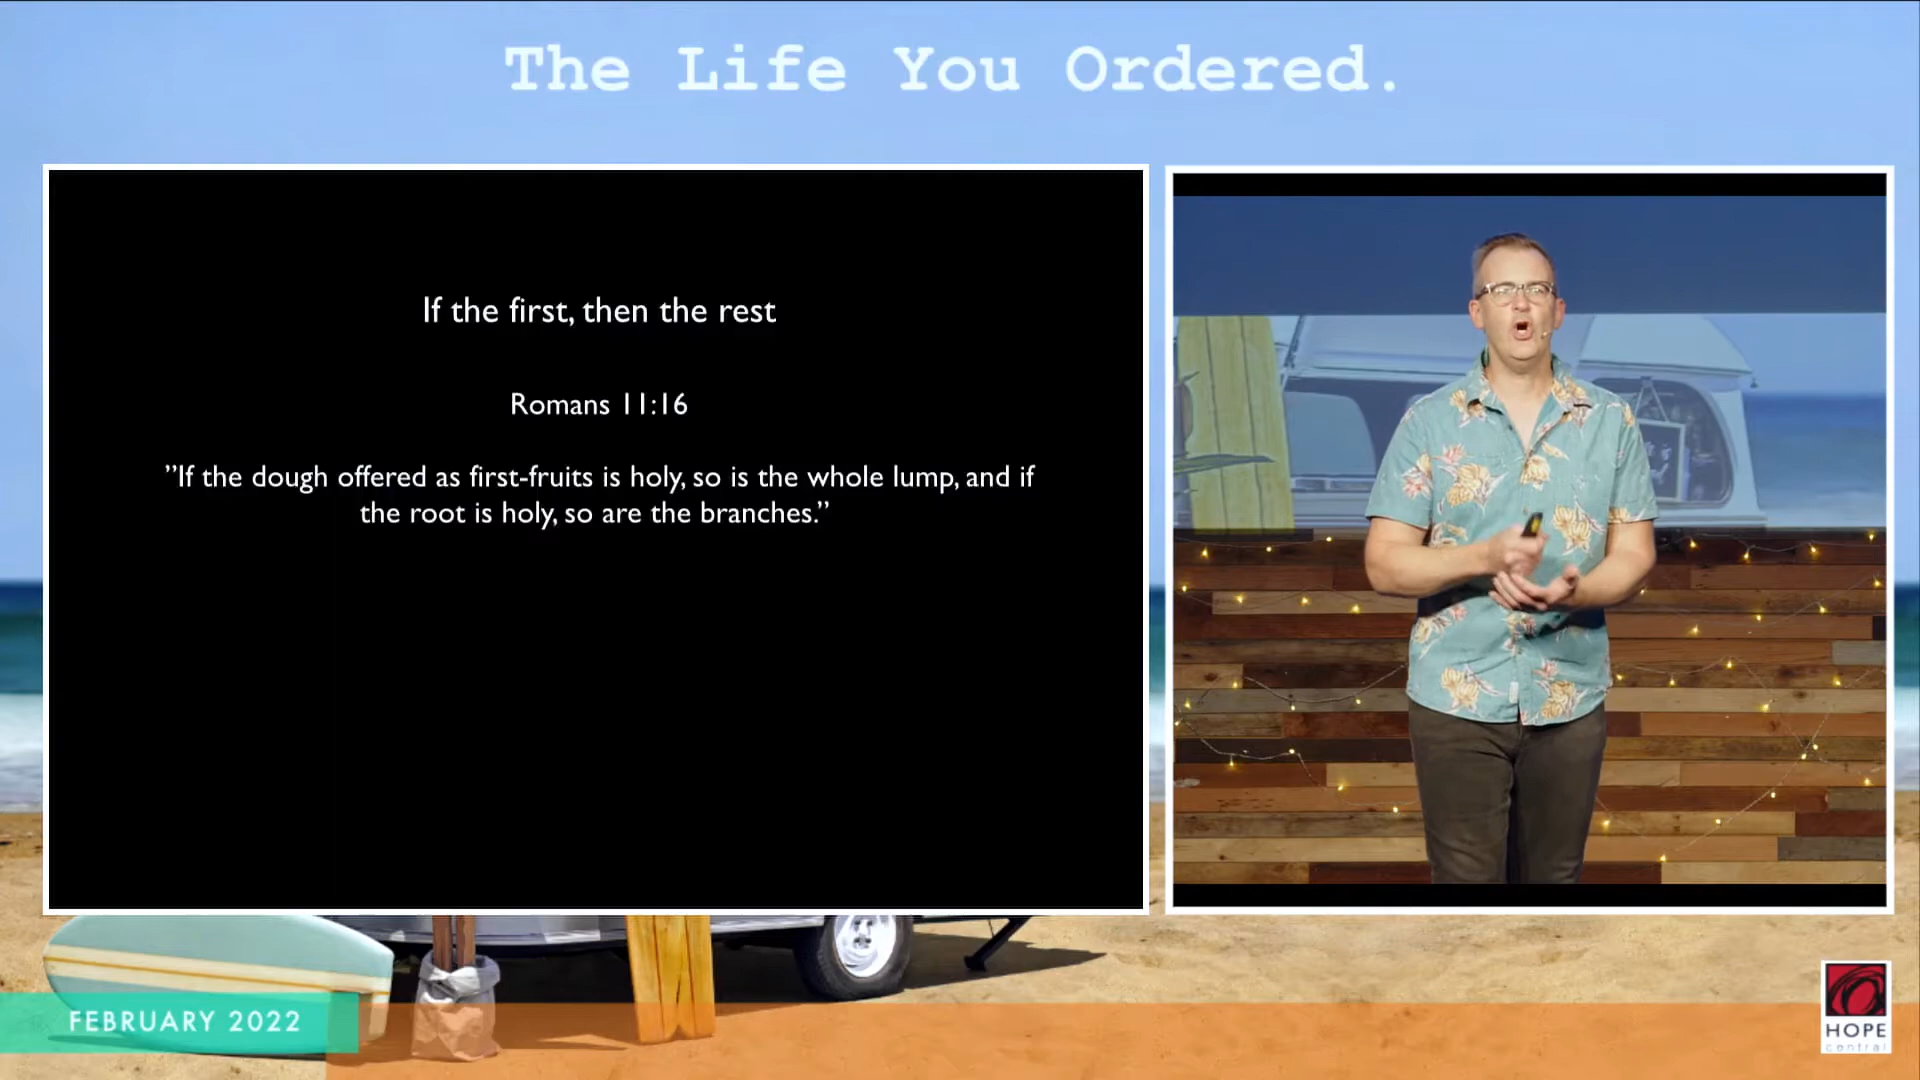 The Life You Ordered.
If the first, then the rest
Romans 11:16
”If the dough offered as first-fruits is holy, so is the whole lump, and if
the root is holy, so are the branches.”
FEBRUARY 2022
HOPE
central